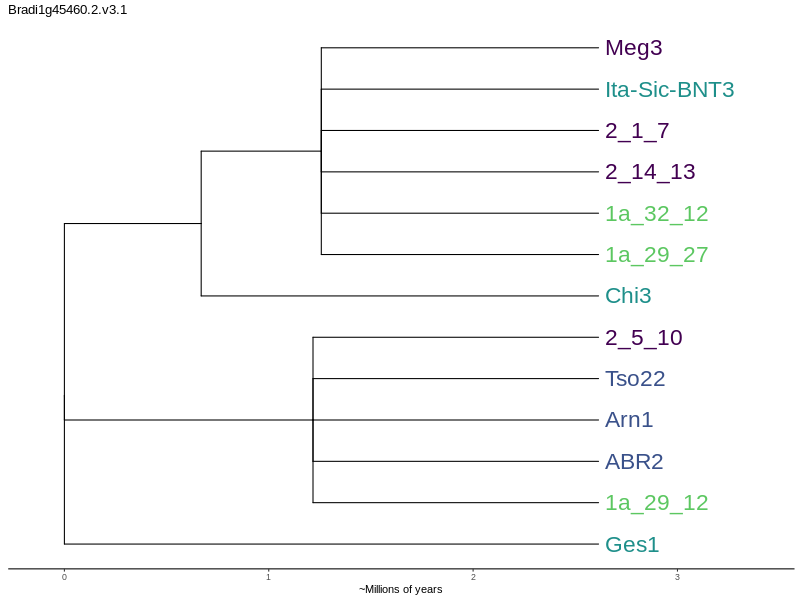 Bradi1g45460.2.v3.1
Meg3
Ita-Sic-BNT3
2_1_7
2_14_13
1a_32_12
1a_29_27
Chi3
2_5_10
Tso22
Arn1
ABR2
1a_29_12
Ges1
0 1 2 3
~Millions of years